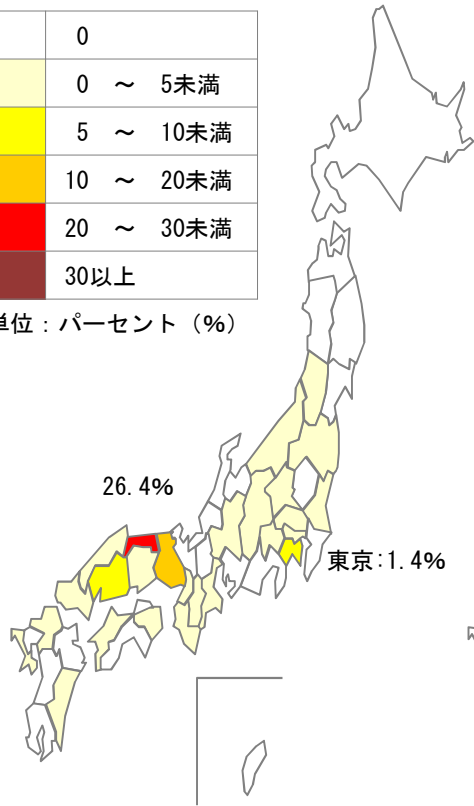 0
0 ～ 5未満
5 ～ 10未満
10 ～ 20未満
20 ～ 30未満
30以上
単位：パーセント（%）
26.4%
東京:1.4%